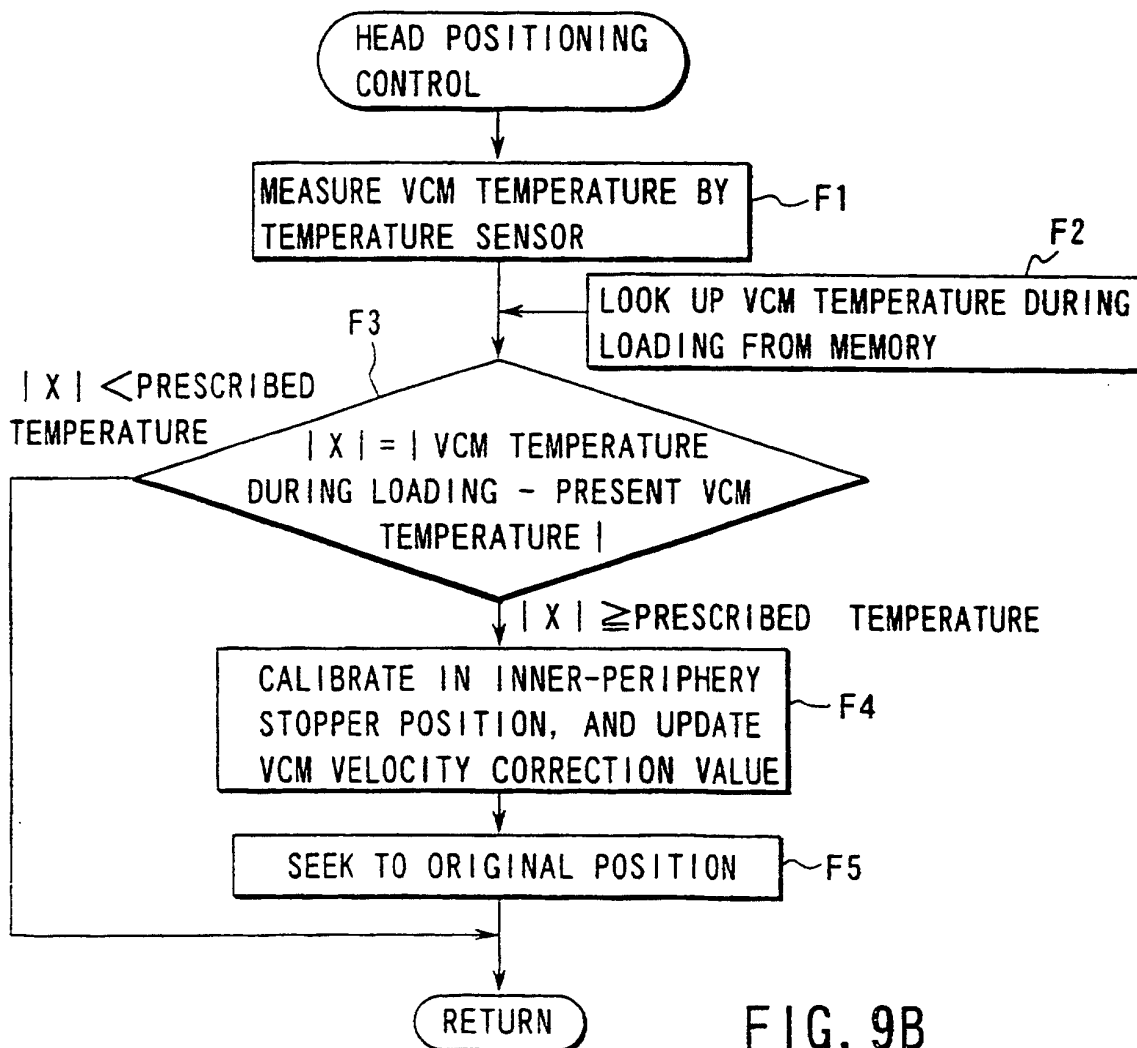 HEAD POSITIONING
CONTROL
MEASURE VCM TEMPERATURE BY
TEMPERATURE SENSOR
F1
F2
LOOK UP VCM TEMPERATURE DURING
LOADING FROM MEMORY
F3
|X| <PRESCRIBED
TEMPERATURE
|X| = | VCM TEMPERATURE
DURING LOADING - PRESENT VCM
TEMPERATURE |
|X| ≧PRESCRIBED TEMPERATURE
CALIBRATE IN INNER-PERIPHERY
STOPPER POSITION, AND UPDATE
VCM VELOCITY CORRECTION VALUE
F4
SEEK TO ORIGINAL POSITION
F5
RETURN
FIG. 9B